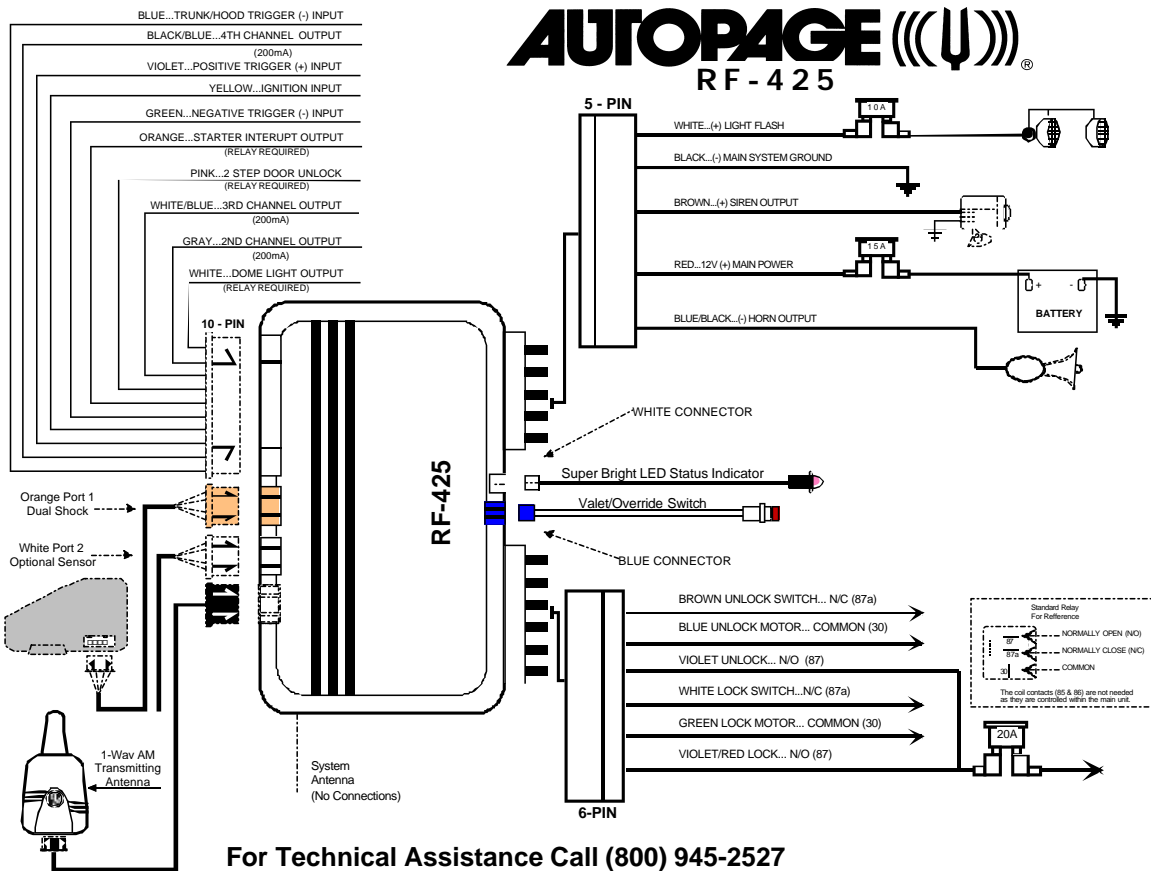 AUTOPAGE
®
RF-425
BLUE...TRUNK/HOOD TRIGGER (-) INPUT
BLACK/BLUE...4TH CHANNEL OUTPUT
(200mA)
VIOLET...POSITIVE TRIGGER (+) INPUT
YELLOW...IGNITION INPUT
GREEN...NEGATIVE TRIGGER (-) INPUT
ORANGE...STARTER INTERUPT OUTPUT
(RELAY REQUIRED)
PINK...2 STEP DOOR UNLOCK
(RELAY REQUIRED)
WHITE/BLUE...3RD CHANNEL OUTPUT
(200mA)
GRAY...2ND CHANNEL OUTPUT
(200mA)
WHITE...DOME LIGHT OUTPUT
(RELAY REQUIRED)
10 - PIN
5 - PIN
WHITE...(+) LIGHT FLASH
10A
BLACK...(-) MAIN SYSTEM GROUND
BROWN...(+) SIREN OUTPUT
RED...12V (+) MAIN POWER
15A
+ -
BATTERY
BLUE/BLACK...(-) HORN OUTPUT
WHITE CONNECTOR
Super Bright LED Status Indicator
Valet/Override Switch
BLUE CONNECTOR
RF-425
Orange Port 1
Dual Shock
White Port 2
Optional Sensor
1-Way AM
Transmitting
Antenna
System
Antenna
(No Connections)
BROWN UNLOCK SWITCH... N/C (87a)
BLUE UNLOCK MOTOR... COMMON (30)
VIOLET UNLOCK... N/O (87)
WHITE LOCK SWITCH...N/C (87a)
GREEN LOCK MOTOR... COMMON (30)
VIOLET/RED LOCK... N/O (87)
6-PIN
20A
Standard Relay
For Refference
87
NORMALLY OPEN (N/O)
87a
NORMALLY CLOSE (N/C)
30
COMMON
The coil contacts (85 & 86) are not needed
as they are controlled within the main unit.
For Technical Assistance Call (800) 945-2527